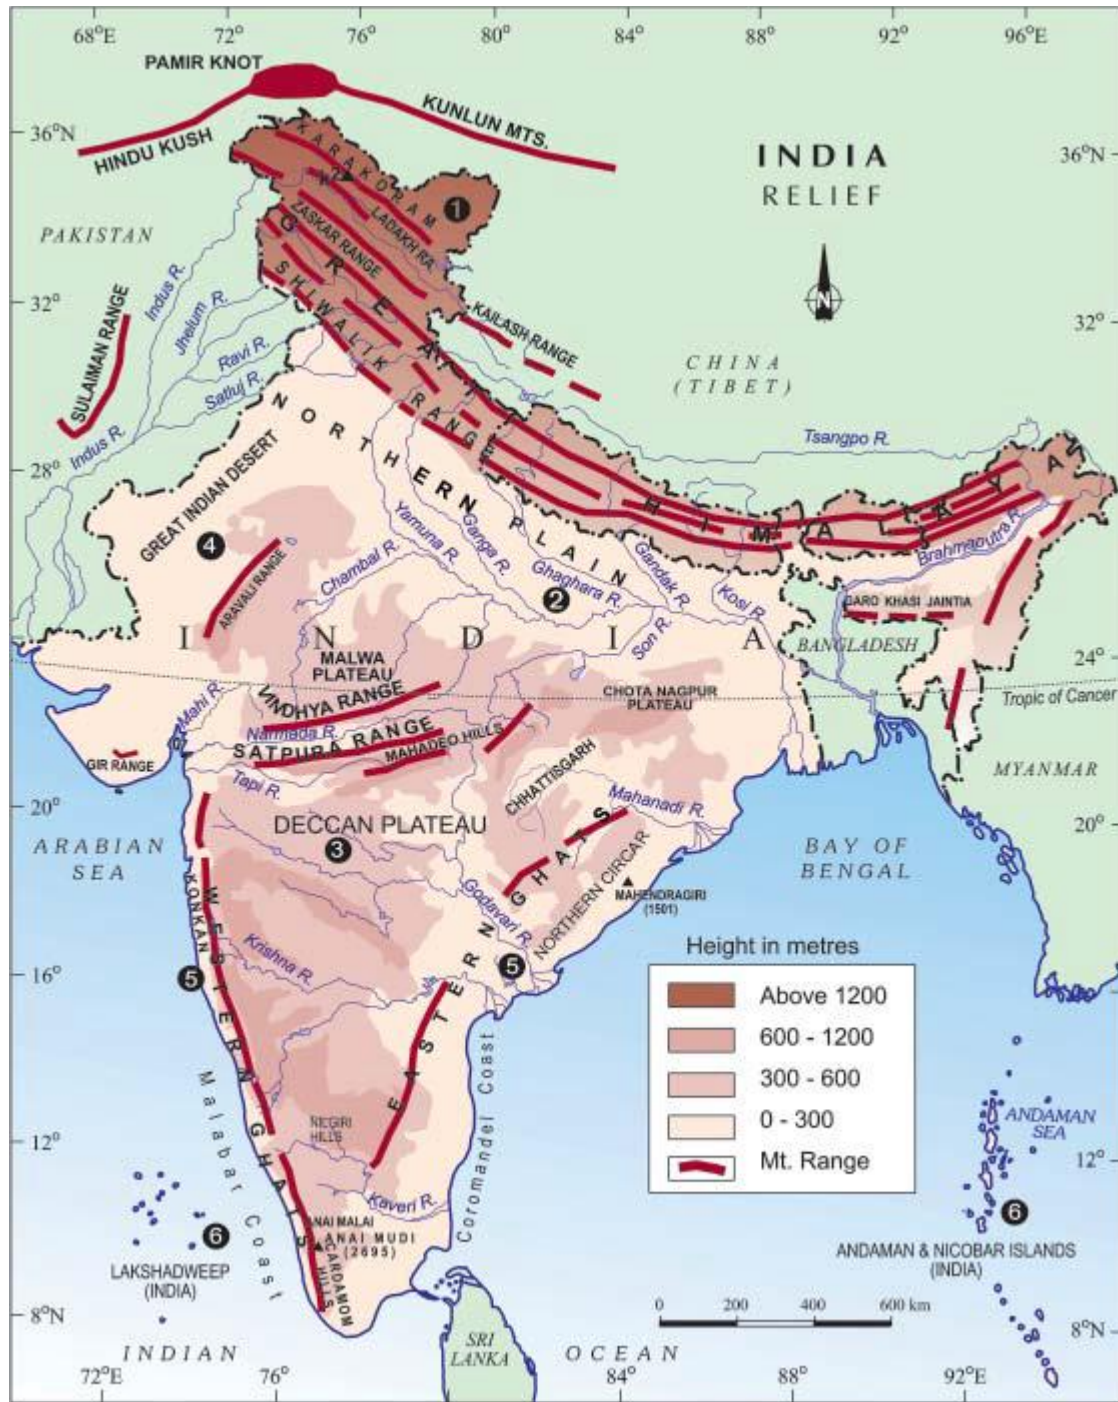 68°E 72° 76° 80° 84° 88° 92° 96°E
PAMIR KNOT
HINDU KUSH
KUNLUN MTS.
36°N
36°N
INDIA
RELIEF
KARAKORAM
K2
1
LADAKH RA.
ZASKAR RANGE
PAKISTAN
GREAT HIMALAYA
SHIWALIK RANGE
32°
32°
N
SULAIMAN RANGE
Indus R.
Jhelum R.
Ravi R.
Satluj R.
Indus R.
KAILASH RANGE
CHINA
(TIBET)
Tsangpo R.
28°
28°
NORTHERN PLAIN
GREAT INDIAN DESERT
4
ARAVALI RANGE
Yamuna R.
Ganga R.
Chambal R.
Ghaghara R.
2
Gandak R.
Kosi R.
Son R.
Brahmaputra R.
GARO KHASI JAINTIA
BANGLADESH
INDIA
24°
24°
Tropic of Cancer
MALWA
PLATEAU
VINDHYA RANGE
Mahi R.
Narmada R.
SATPURA RANGE
MAHADEO HILLS
CHOTA NAGPUR
PLATEAU
GIR RANGE
Tapi R.
CHHATTISGARH
Mahanadi R.
MYANMAR
20°
20°
ARABIAN
SEA
DECCAN PLATEAU
3
BAY OF
BENGAL
Godavari R.
EASTERN GHATS
NORTHERN CIRCAR
MAHENDRAGIRI
(1501)
KONKAN
WESTERN GHATS
Krishna R.
5
5
16°
Height in metres
Above 1200
600 - 1200
300 - 600
0 - 300
Mt. Range
Malabar Coast
Coromandel Coast
NILGIRI
HILLS
12°
12°
ANDAMAN
SEA
Kaveri R.
ANAI MALAI
ANAI MUDI
(2695)
CARDAMOM
HILLS
6
LAKSHADWEEP
(INDIA)
6
ANDAMAN & NICOBAR ISLANDS
(INDIA)
0 200 400 600 km
8°N
8°N
SRI
LANKA
INDIAN OCEAN
72°E 76° 84° 88° 92°E